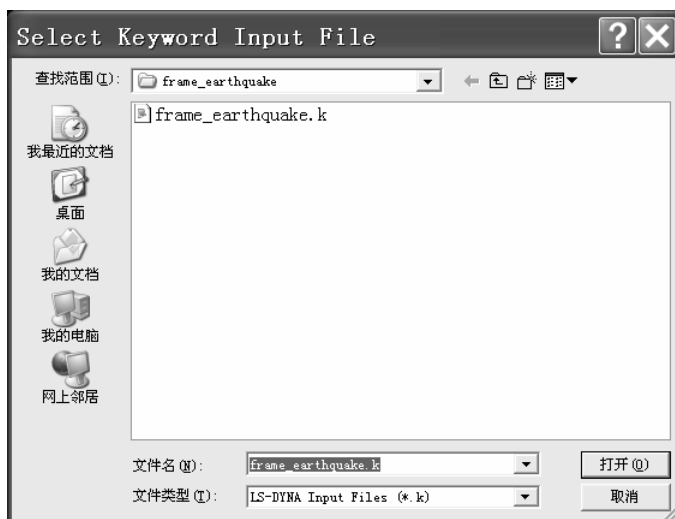 Select Keyword Input File
查找范围(I): frame_earthquake
frame_earthquake.k
我最近的文档
桌面
我的文档
我的电脑
网上邻居
文件名(N): frame_earthquake.k 打开(O)
文件类型(T): LS-DYNA Input Files (*.k) 取消